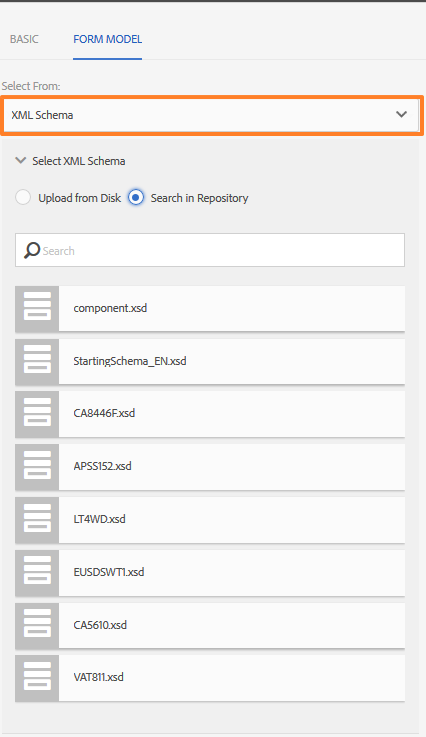 BASIC FORM MODEL
Select From:
XML Schema
Select XML Schema
Upload from Disk Search in Repository
Search
component.xsd
StartingSchema_EN.xsd
CA8446F.xsd
APSS152.xsd
LT4WD.xsd
EUSDSWT1.xsd
CA5610.xsd
VAT811.xsd